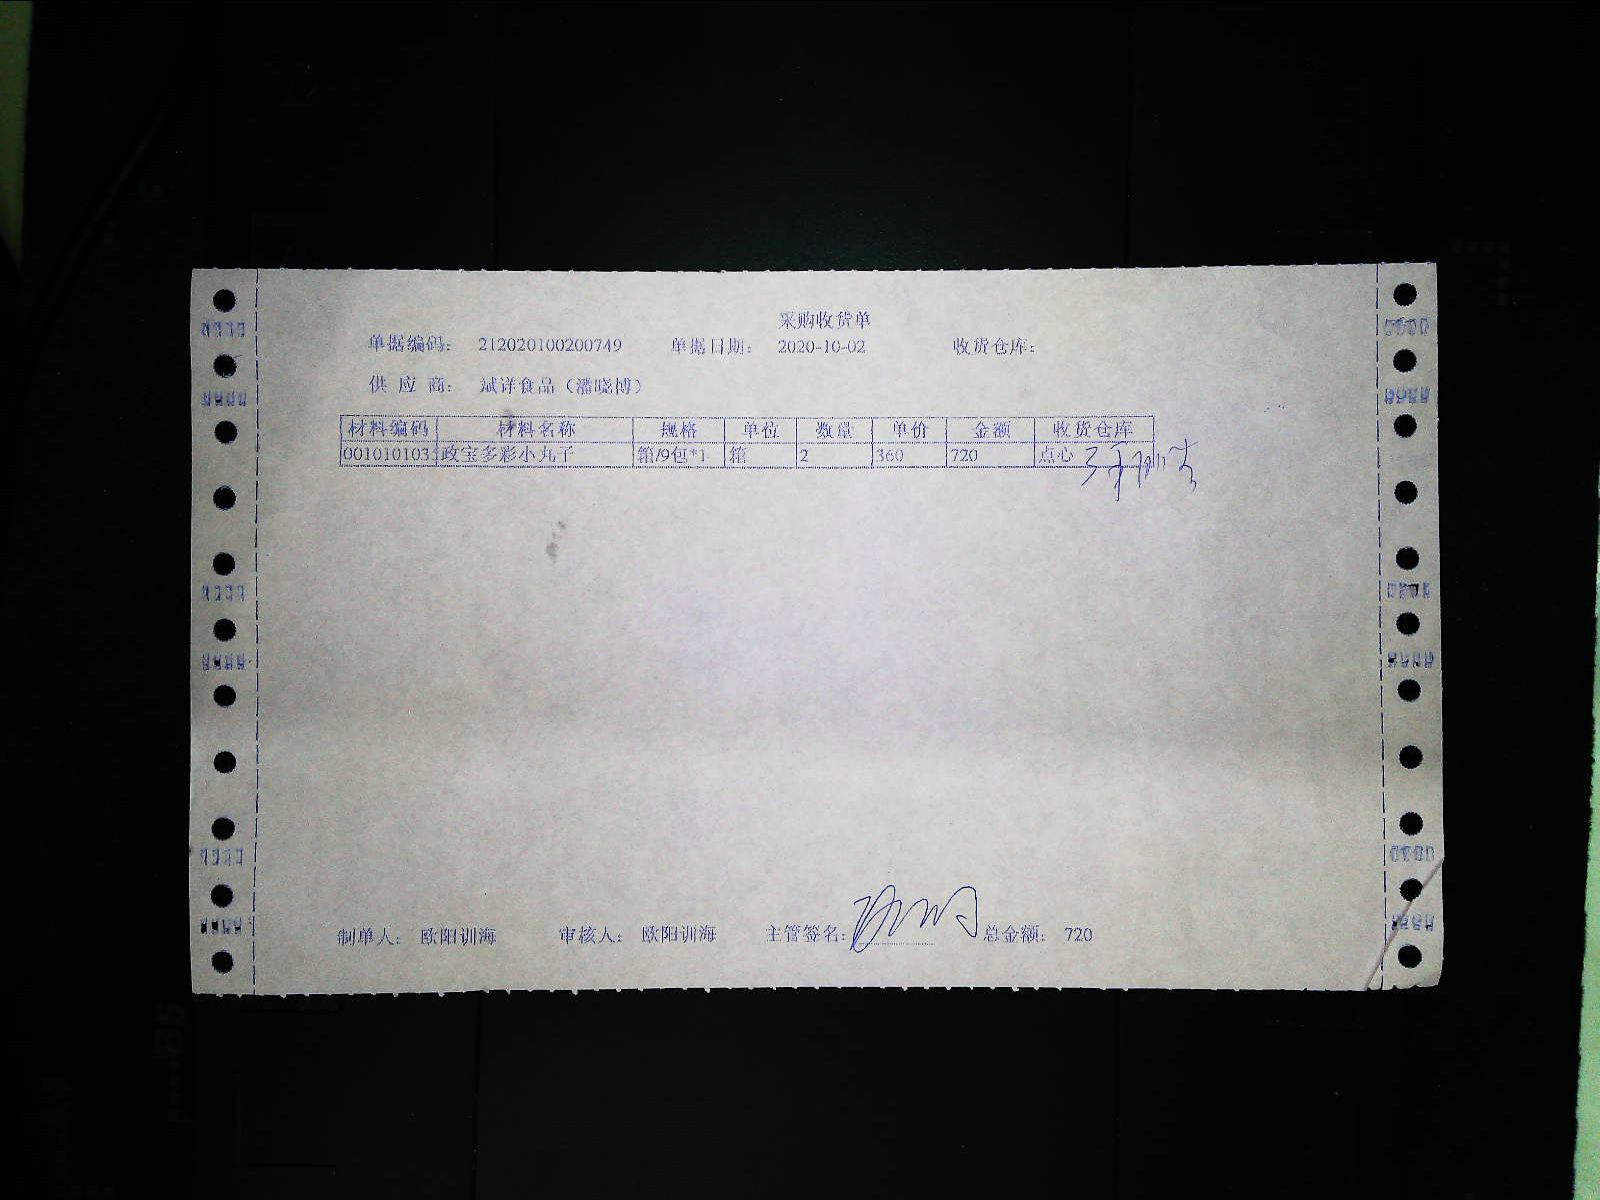 采购收货单
单据编码： 212020100200749 单据日期： 2020-10-02 收货仓库：
供 应 商： 斌详食品（潘晓博）
材料编码 材料名称 规格 单位 数量 单价 金额 收货仓库
001010103 政宝多彩小丸子 箱/9包*1 箱 2 360 720 点心
制单人： 欧阳训海 审核人： 欧阳训海 主管签名： 总金额： 720